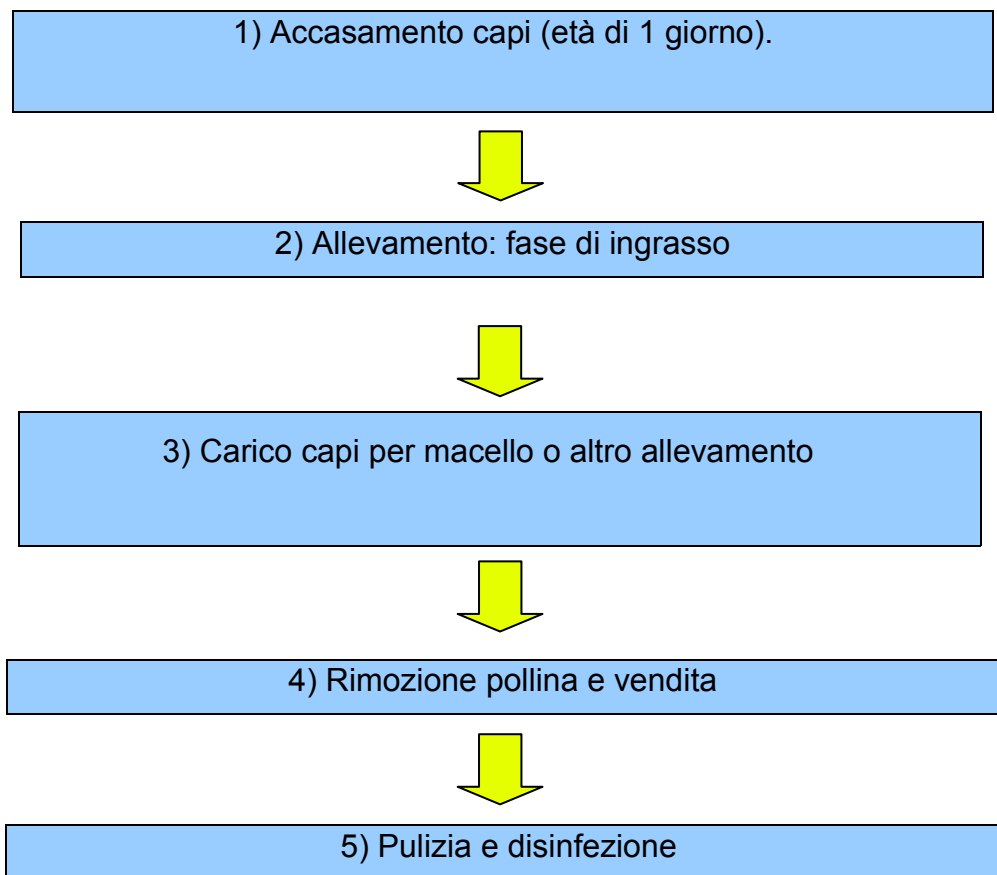 1) Accasamento capi (età di 1 giorno).
2) Allevamento: fase di ingrasso
3) Carico capi per macello o altro allevamento
4) Rimozione pollina e vendita
5) Pulizia e disinfezione